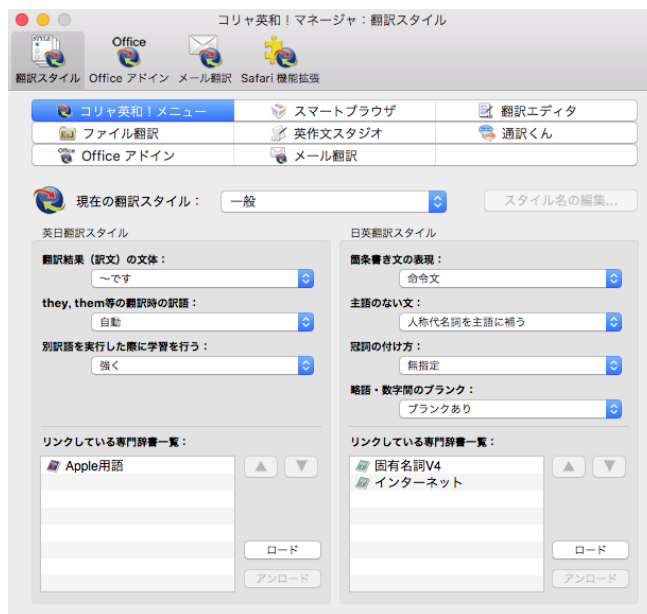 コリャ英和！マネージャ：翻訳スタイル
STYLE
Office
翻訳スタイル Office アドイン メール翻訳 Safari 機能拡張
コリャ英和！メニュー スマートブラウザ 翻訳エディタ
ファイル翻訳 英作文スタジオ 通訳くん
Office Office アドイン メール翻訳
現在の翻訳スタイル： 一般 スタイル名の編集...
英日翻訳スタイル
翻訳結果（訳文）の文体：
～です
they, them等の翻訳時の訳語：
自動
別訳語を実行した際に学習を行う：
強く
リンクしている専門辞書一覧：
Apple用語
ロード
アンロード
日英翻訳スタイル
箇条書き文の表現：
命令文
主語のない文：
人称代名詞を主語に補う
冠詞の付け方：
無指定
略語・数字間のブランク：
ブランクあり
リンクしている専門辞書一覧：
固有名詞V4
インターネット
ロード
アンロード